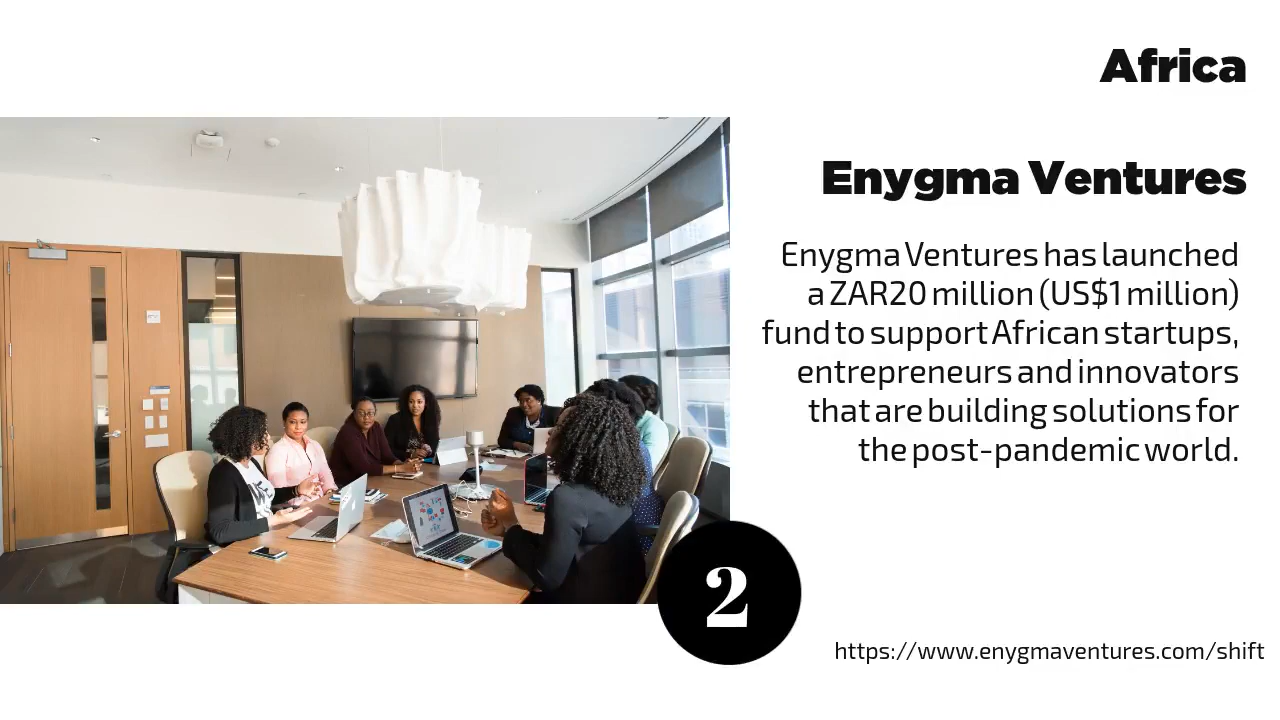 Africa
Enygma Ventures
Enygma Ventures has launched
a ZAR20 million (US$1 million)
fund to support African startups,
entrepreneurs and innovators
that are building solutions for
the post-pandemic world.
2
https://www.enygmaventures.com/shift